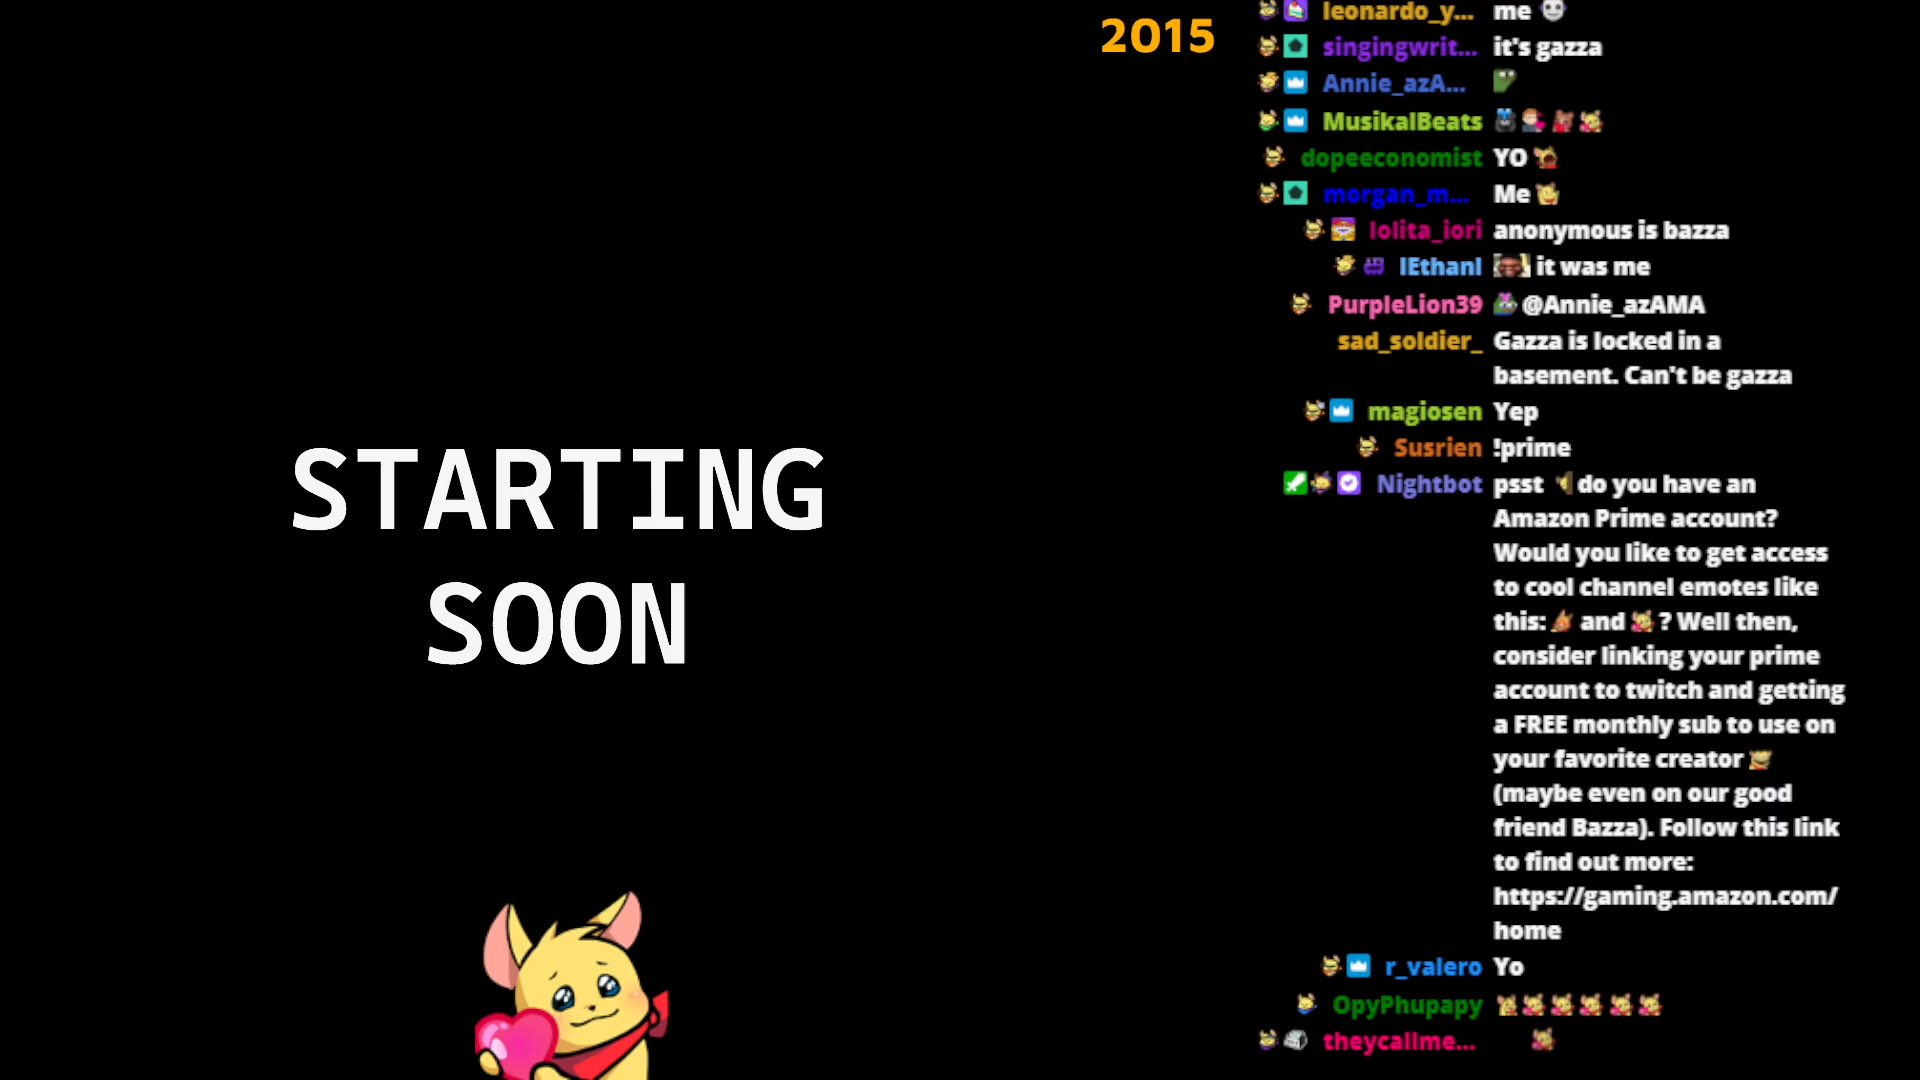 2015
STARTING
SOON
leonardo_y... me
singingwrit... it's gazza
Annie_azA...
MusikalBeats
dopeeconomist YO
morgan_m... Me
lolita_iori anonymous is bazza
lEthanl it was me
PurpleLion39 @Annie_azAMA
sad_soldier_ Gazza is locked in a
basement. Can't be gazza
magiosen Yep
Susrien !prime
Nightbot psst do you have an
Amazon Prime account?
Would you like to get access
to cool channel emotes like
this: and ? Well then,
consider linking your prime
account to twitch and getting
a FREE monthly sub to use on
your favorite creator
(maybe even on our good
friend Bazza). Follow this link
to find out more:
https://gaming.amazon.com/
home
r_valero Yo
OpyPhupapy
theycallme...